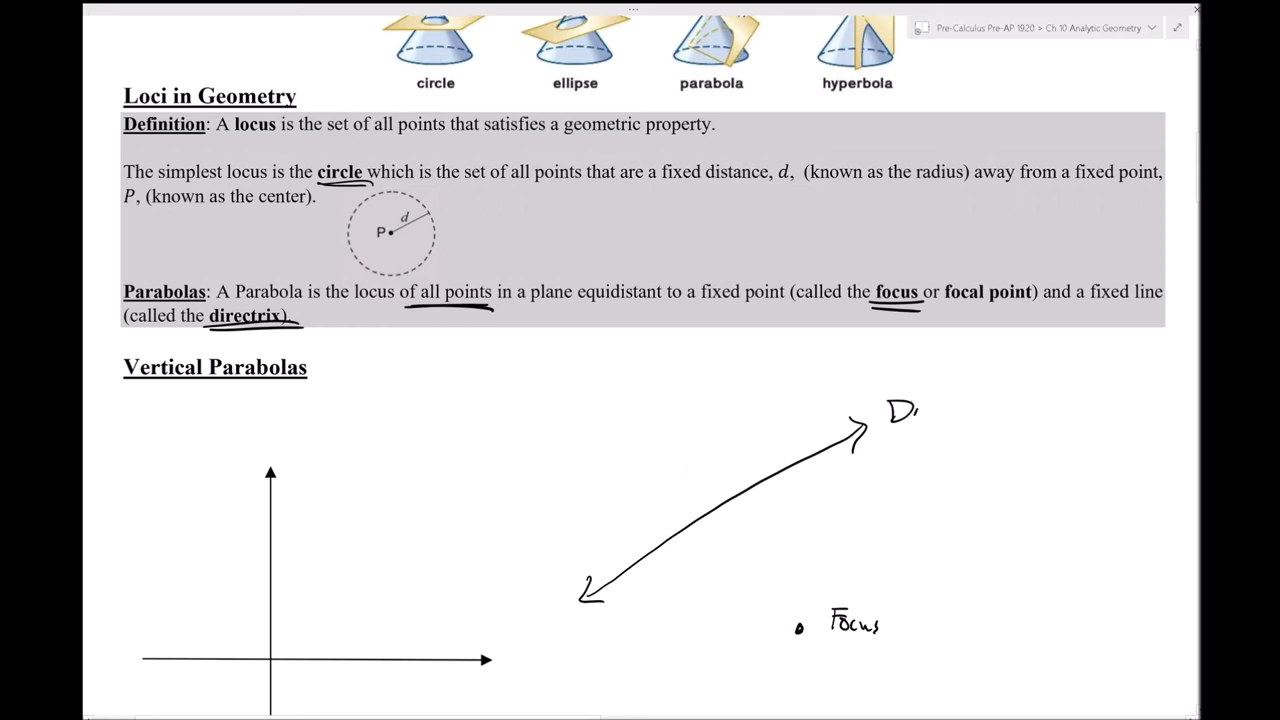 Pre-Calculus Pre-AP 1920 > Ch 10 Analytic Geometry
circle ellipse parabola hyperbola
Loci in Geometry
Definition: A locus is the set of all points that satisfies a geometric property.
The simplest locus is the circle which is the set of all points that are a fixed distance, d, (known as the radius) away from a fixed point,
P, (known as the center).
d
P
Parabolas: A Parabola is the locus of all points in a plane equidistant to a fixed point (called the focus or focal point) and a fixed line
(called the directrix).
Vertical Parabolas
D
Focus